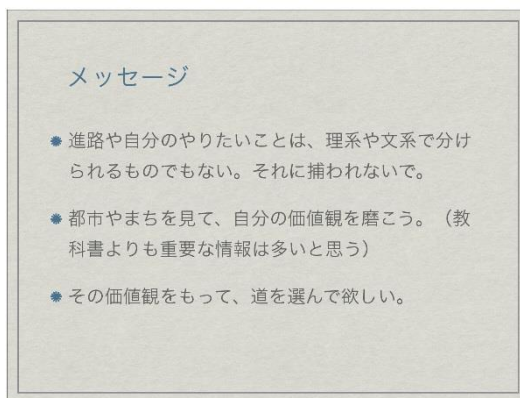 メッセージ
進路や自分のやりたいことは、理系や文系で分け
られるものでもない。それに捕われないで。
都市やまちを見て、自分の価値観を磨こう。（教
科書よりも重要な情報は多いと思う）
その価値観をもって、道を選んで欲しい。